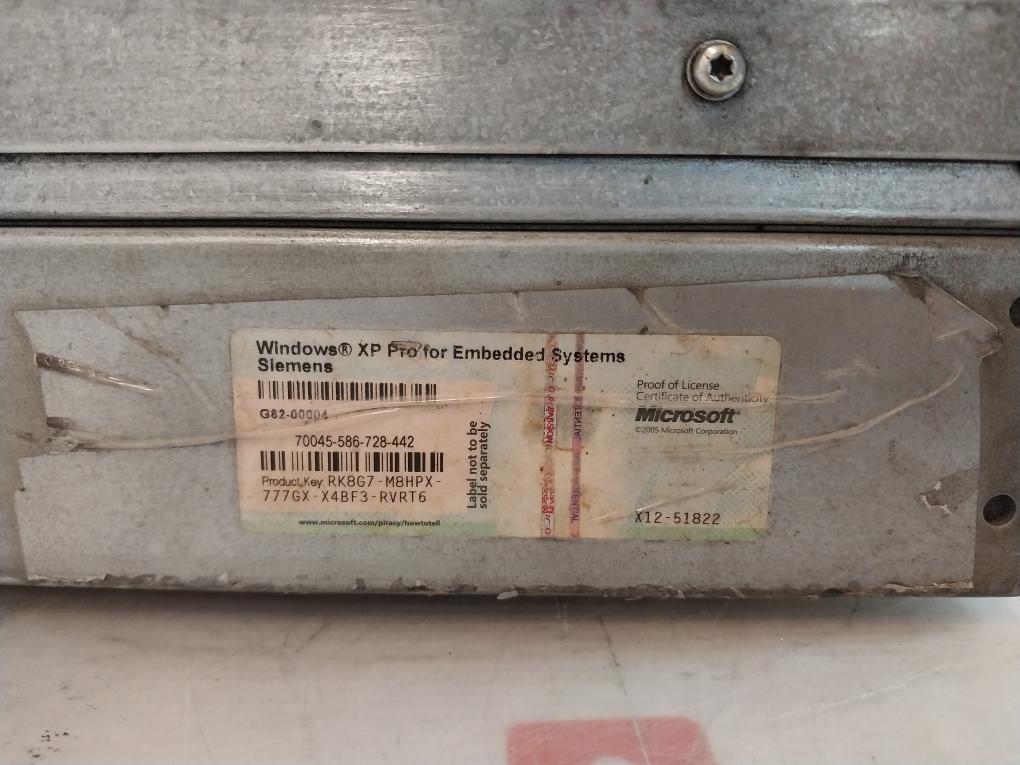 Windows® XP Pro for Embedded Systems
Siemens
G82-00004
70045-586-728-442
Product Key: RK8G7-M8HPX-
777GX-X4BF3-RVRT6
www.microsoft.com/piracy/howtotell
Label not to be
sold separately
Proof of License
Certificate of Authenticity
Microsoft®
©2005 Microsoft Corporation
X12-51822